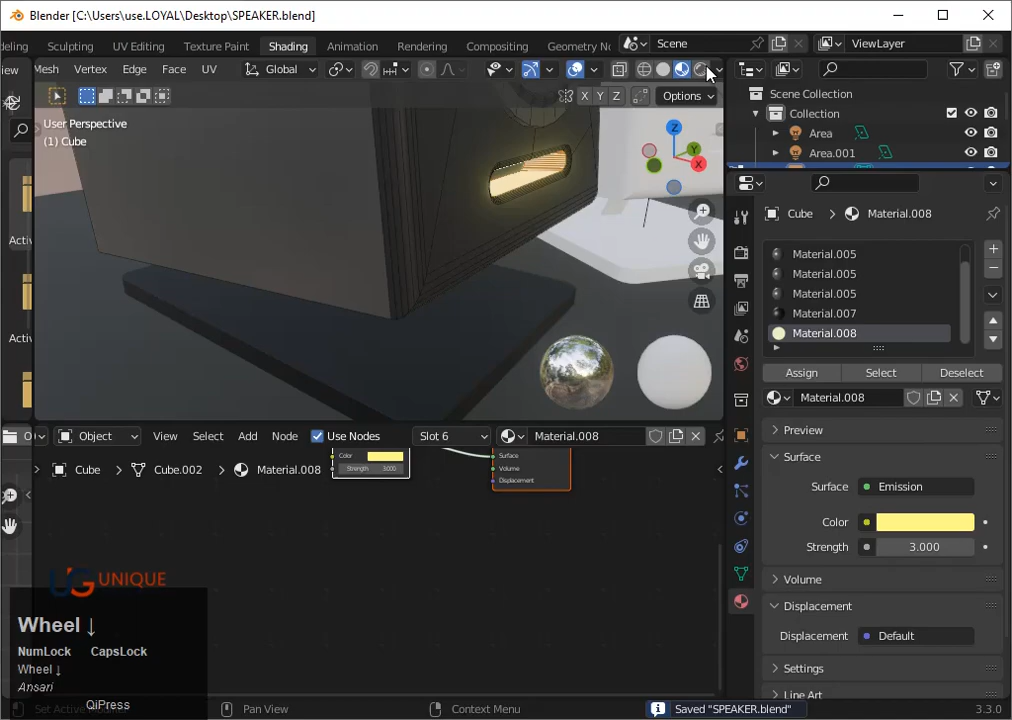 Blender [C:\Users\use.LOYAL\Desktop\SPEAKER.blend]
deling Sculpting UV Editing Texture Paint Shading Animation Rendering Compositing Geometry No Scene ViewLayer
iew Mesh Vertex Edge Face UV Global
X Y Z Options
User Perspective
(1) Cube
Z
Y
X
Activ
Activ
Scene Collection
Collection
Area
Area.001
Cube Material.008
Material.005
Material.005
Material.005
Material.007
Material.008
Assign Select Deselect
Material.008
Preview
Surface
Surface Emission
Color
Strength 3.000
Volume
Displacement
Displacement Default
Settings
Line Art
Object View Select Add Node Use Nodes Slot 6 Material.008
Cube Cube.002 Material.008
Color
Strength 3.000
Surface
Volume
Displacement
UG UNIQUE
Wheel ↓
NumLock CapsLock
Wheel ↓
Ansari
QiPress
Pan View Context Menu Saved "SPEAKER.blend" 3.3.0